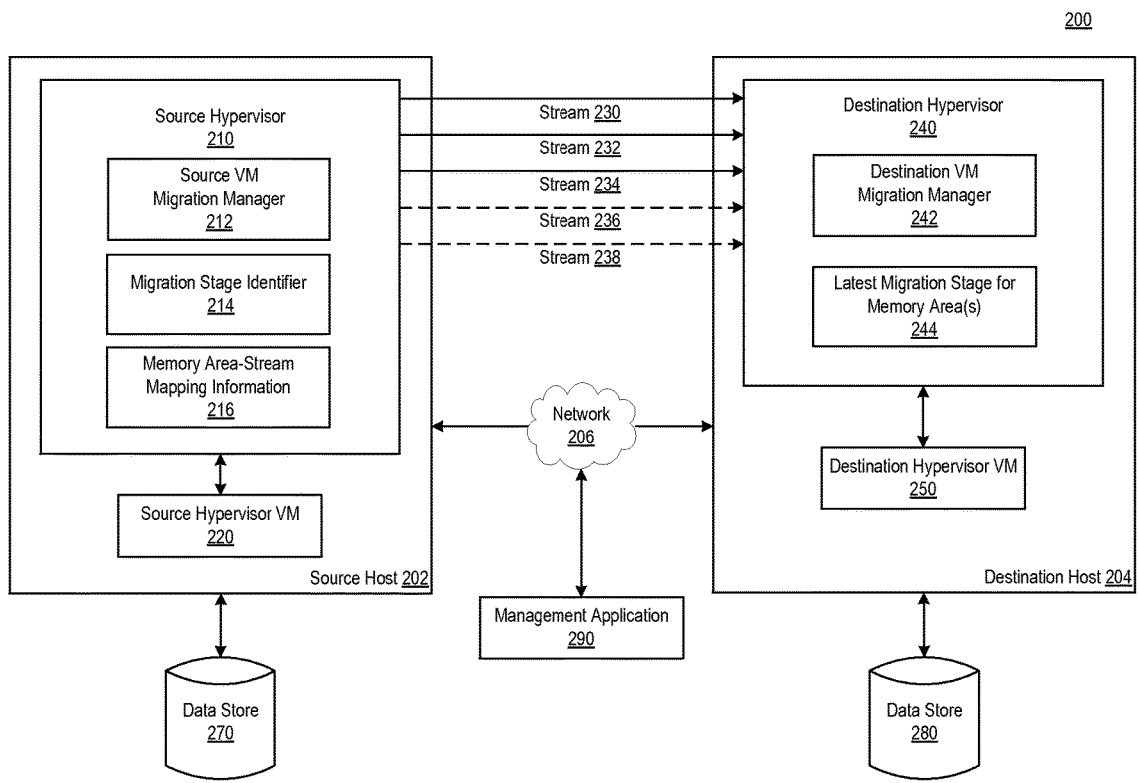 200
Source Hypervisor
210
Source VM
Migration Manager
212
Migration Stage Identifier
214
Memory Area-Stream
Mapping Information
216
Source Hypervisor VM
220
Source Host 202
Stream 230
Stream 232
Stream 234
Stream 236
Stream 238
Network
206
Management Application
290
Destination Hypervisor
240
Destination VM
Migration Manager
242
Latest Migration Stage for
Memory Area(s)
244
Destination Hypervisor VM
250
Destination Host 204
Data Store
270
Data Store
280